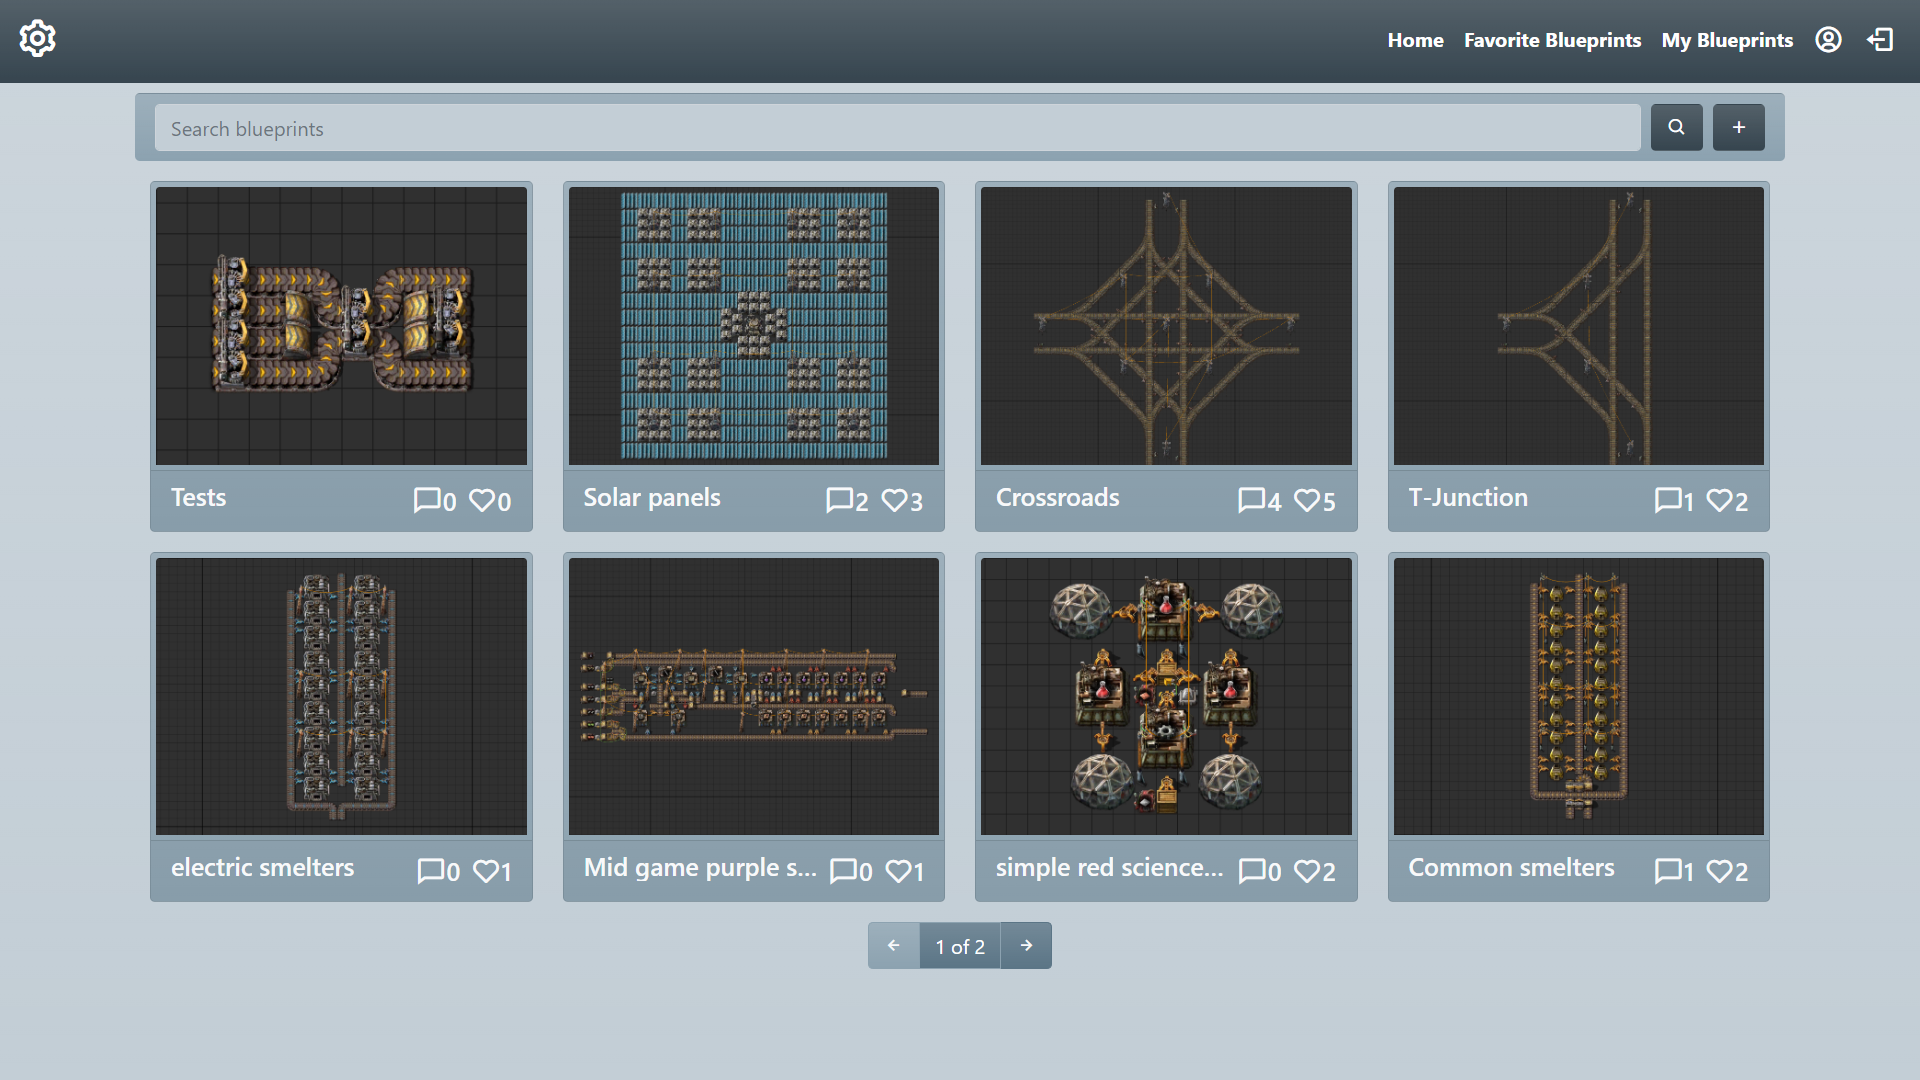 Home Favorite Blueprints My Blueprints
Search blueprints
+
Tests 0 0
Solar panels 2 3
Crossroads 4 5
T-Junction 1 2
electric smelters 0 1
Mid game purple s... 0 1
simple red science... 0 2
Common smelters 1 2
1 of 2